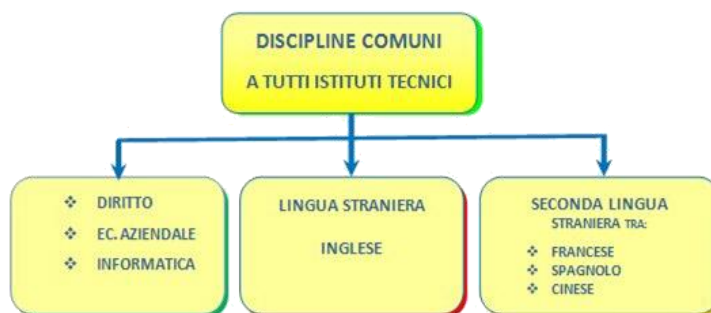 DISCIPLINE COMUNI
A TUTTI ISTITUTI TECNICI
❖ DIRITTO
❖ EC. AZIENDALE
❖ INFORMATICA
LINGUA STRANIERA
INGLESE
SECONDA LINGUA
STRANIERA TRA:
❖ FRANCESE
❖ SPAGNOLO
❖ CINESE